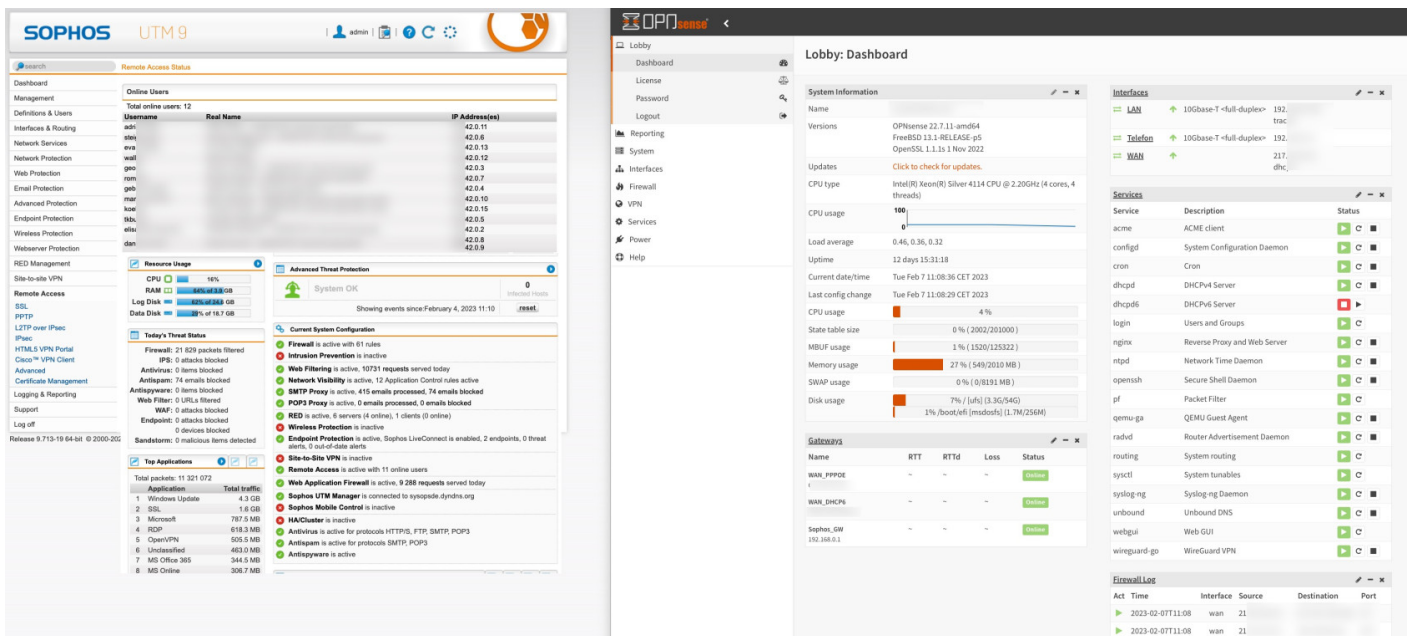 SOPHOS UTM 9
admin
search
Remote Access Status
Dashboard
Management
Definitions & Users
Interfaces & Routing
Network Services
Network Protection
Web Protection
Email Protection
Advanced Protection
Endpoint Protection
Wireless Protection
Webserver Protection
RED Management
Site-to-site VPN
Remote Access
SSL
PPTP
L2TP over IPsec
IPsec
HTML5 VPN Portal
Cisco™ VPN Client
Advanced
Certificate Management
Logging & Reporting
Support
Log off
Release 9.713-19 64-bit © 2000-202
Online Users
Total online users: 12
Username Real Name IP Address(es)
42.0.11
42.0.6
eva 42.0.13
42.0.12
geo 42.0.3
rom 42.0.7
geb 42.0.4
mar 42.0.10
koe 42.0.15
42.0.5
42.0.2
dan 42.0.8
42.0.9
Resource Usage
CPU 16%
RAM 64% of 3.8 GB
Log Disk 62% of 24.6 GB
Data Disk 29% of 18.7 GB
Today's Threat Status
Firewall: 21 829 packets filtered
IPS: 0 attacks blocked
Antivirus: 0 items blocked
Antispam: 74 emails blocked
Antispyware: 0 items blocked
Web Filter: 0 URLs filtered
WAF: 0 attacks blocked
Endpoint: 0 attacks blocked
0 devices blocked
Sandstorm: 0 malicious items detected
Top Applications
Total packets: 11 321 072
Application Total traffic
1 Windows Update 4.3 GB
2 SSL 1.6 GB
3 Microsoft 787.5 MB
4 RDP 618.3 MB
5 OpenVPN 505.5 MB
6 Unclassified 463.0 MB
7 MS Office 365 344.5 MB
8 MS Online 306.7 MB
Advanced Threat Protection
System OK 0
Infected Hosts
Showing events since:February 4, 2023 11:10 reset
Current System Configuration
Firewall is active with 61 rules
Intrusion Prevention is inactive
Web Filtering is active, 10731 requests served today
Network Visibility is active, 12 Application Control rules active
SMTP Proxy is active, 415 emails processed, 74 emails blocked
POP3 Proxy is active, 0 emails processed, 0 emails blocked
RED is active, 6 servers (4 online), 1 clients (0 online)
Wireless Protection is inactive
Endpoint Protection is active, Sophos LiveConnect is enabled, 2 endpoints, 0 threat
alerts, 0 out-of-date alerts
Site-to-Site VPN is inactive
Remote Access is active with 11 online users
Web Application Firewall is active, 9 288 requests served today
Sophos UTM Manager is connected to sysopsde.dyndns.org
Sophos Mobile Control is inactive
HA/Cluster is inactive
Antivirus is active for protocols HTTP/S, FTP, SMTP, POP3
Antispam is active for protocols SMTP, POP3
Antispyware is active
OPNsense
Lobby
Dashboard
License
Password
Logout
Reporting
System
Interfaces
Firewall
VPN
Services
Power
Help
Lobby: Dashboard
System Information
Name
Versions OPNsense 22.7.11-amd64
FreeBSD 13.1-RELEASE-p5
OpenSSL 1.1.1s 1 Nov 2022
Updates Click to check for updates.
CPU type Intel(R) Xeon(R) Silver 4114 CPU @ 2.20GHz (4 cores, 4
threads)
CPU usage 100
0
Load average 0.46, 0.36, 0.32
Uptime 12 days 15:31:18
Current date/time Tue Feb 7 11:08:36 CET 2023
Last config change Tue Feb 7 11:08:29 CET 2023
CPU usage 4 %
State table size 0 % ( 2002/201000 )
MBUF usage 1 % ( 1520/125322 )
Memory usage 27 % ( 549/2010 MB )
SWAP usage 0 % ( 0/8191 MB )
Disk usage 7% / [ufs] (3.3G/54G)
1% /boot/efi [msdosfs] (1.7M/256M)
Gateways
Name RTT RTTd Loss Status
WAN_PPPOE ~ ~ ~ Online
WAN_DHCP6 ~ ~ ~ Online
Sophos_GW ~ ~ ~ Online
192.168.0.1
Interfaces
LAN 10Gbase-T <full-duplex> 192.
trac
Telefon 10Gbase-T <full-duplex> 192.
WAN 217.
dhc
Services
Service Description Status
acme ACME client
configd System Configuration Daemon
cron Cron
dhcpd DHCPv4 Server
dhcpd6 DHCPv6 Server
login Users and Groups
nginx Reverse Proxy and Web Server
ntpd Network Time Daemon
openssh Secure Shell Daemon
pf Packet Filter
qemu-ga QEMU Guest Agent
radvd Router Advertisement Daemon
routing System routing
sysctl System tunables
syslog-ng Syslog-ng Daemon
unbound Unbound DNS
webgui Web GUI
wireguard-go WireGuard VPN
Firewall Log
Act Time Interface Source Destination Port
2023-02-07T11:08 wan 21
2023-02-07T11:08 wan 21